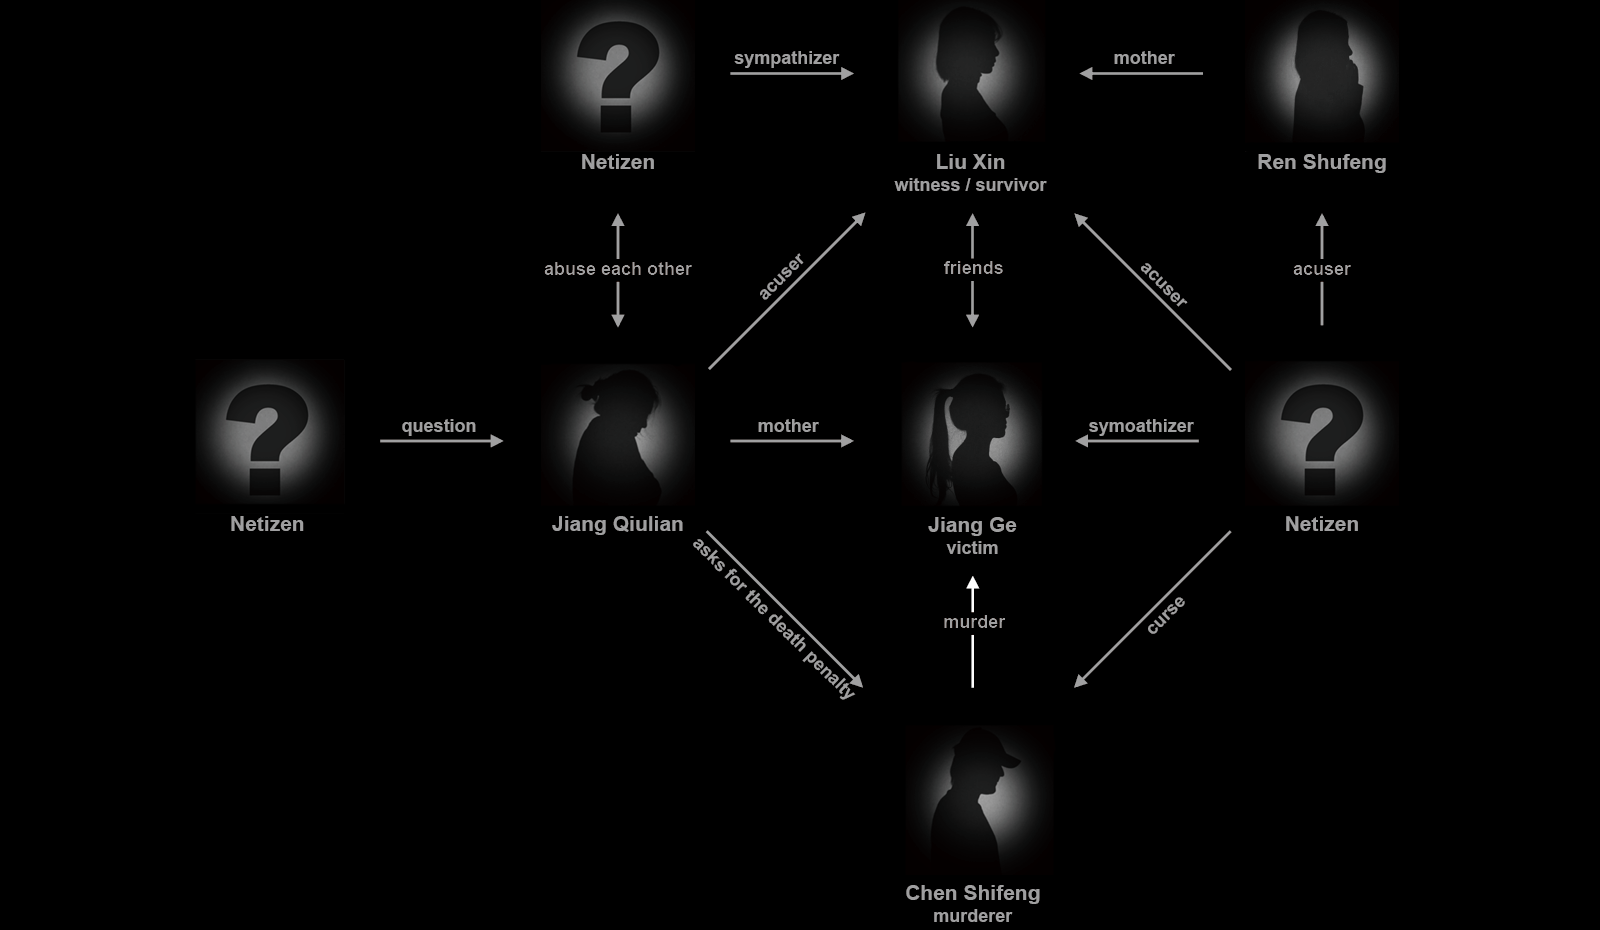 sympathizer
mother
Netizen
Liu Xin
witness / survivor
Ren Shufeng
abuse each other
acuser
friends
acuser
acuser
question
mother
symoathizer
Netizen
Jiang Qiulian
Jiang Ge
victim
Netizen
asks for the death penalty
murder
curse
Chen Shifeng
murderer